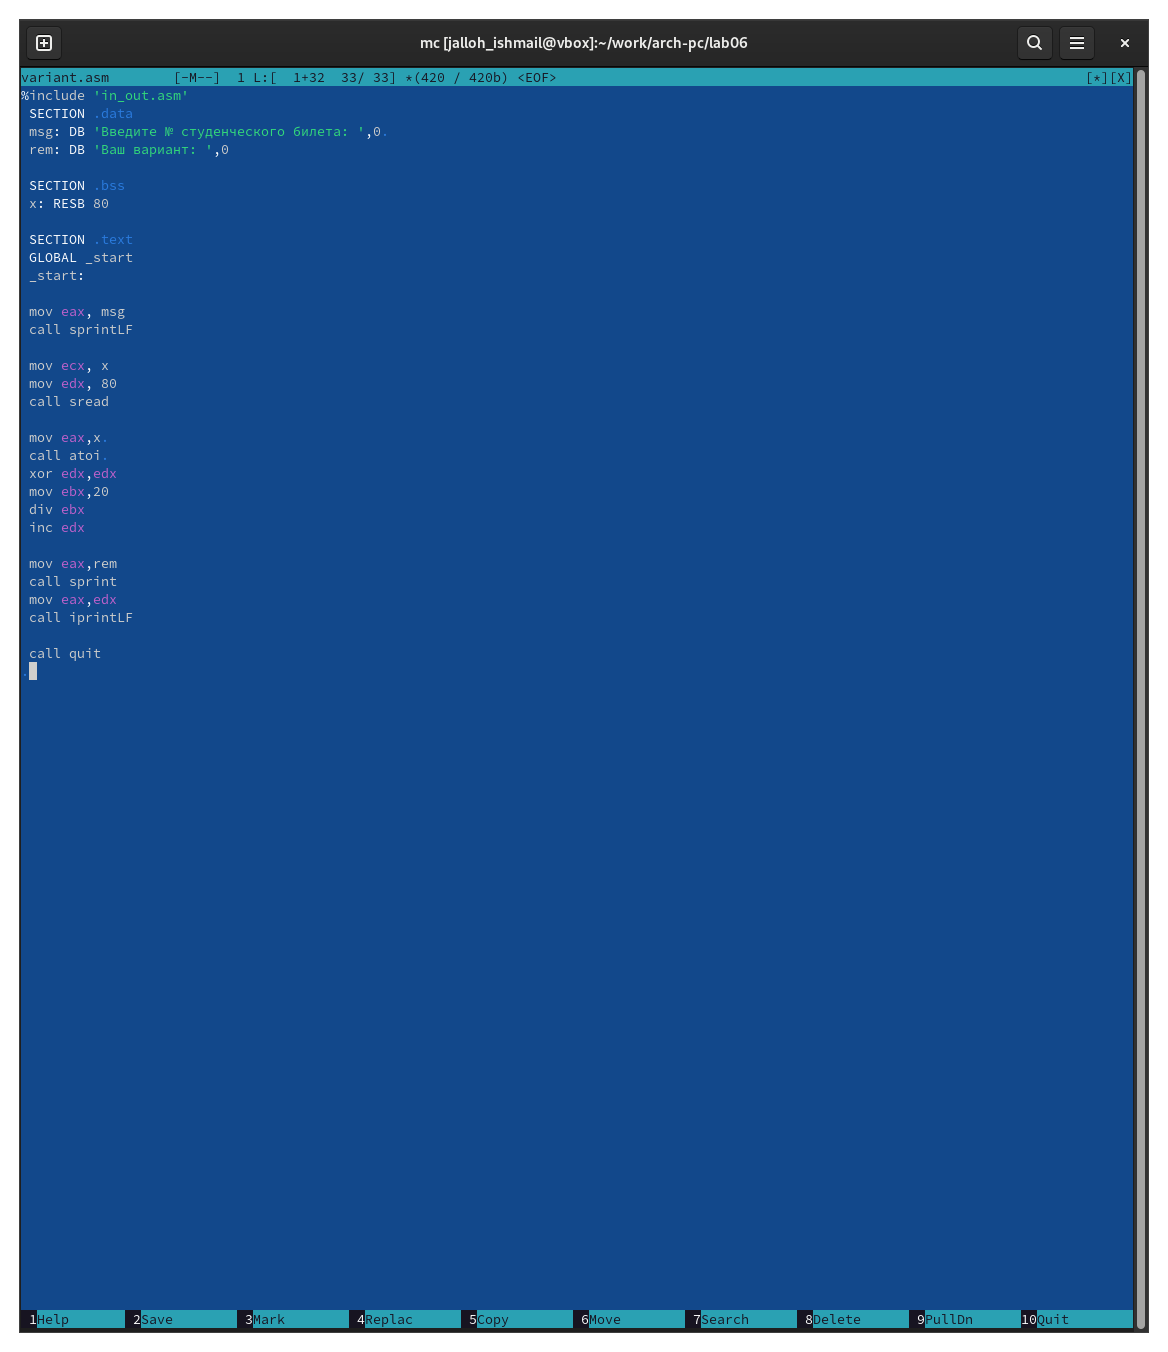 mc [jalloh_ishmail@vbox]:~/work/arch-pc/lab06
variant.asm [-M--] 1 L:[ 1+32 33/ 33] *(420 / 420b) <EOF> [*][X]
%include 'in_out.asm'
SECTION .data
msg: DB 'Введите № студенческого билета: ',0.
rem: DB 'Ваш вариант: ',0
SECTION .bss
x: RESB 80
SECTION .text
GLOBAL _start
_start:
mov eax, msg
call sprintLF
mov ecx, x
mov edx, 80
call sread
mov eax,x.
call atoi.
xor edx,edx
mov ebx,20
div ebx
inc edx
mov eax,rem
call sprint
mov eax,edx
call iprintLF
call quit
.
1Help 2Save 3Mark 4Replac 5Copy 6Move 7Search 8Delete 9PullDn 10Quit